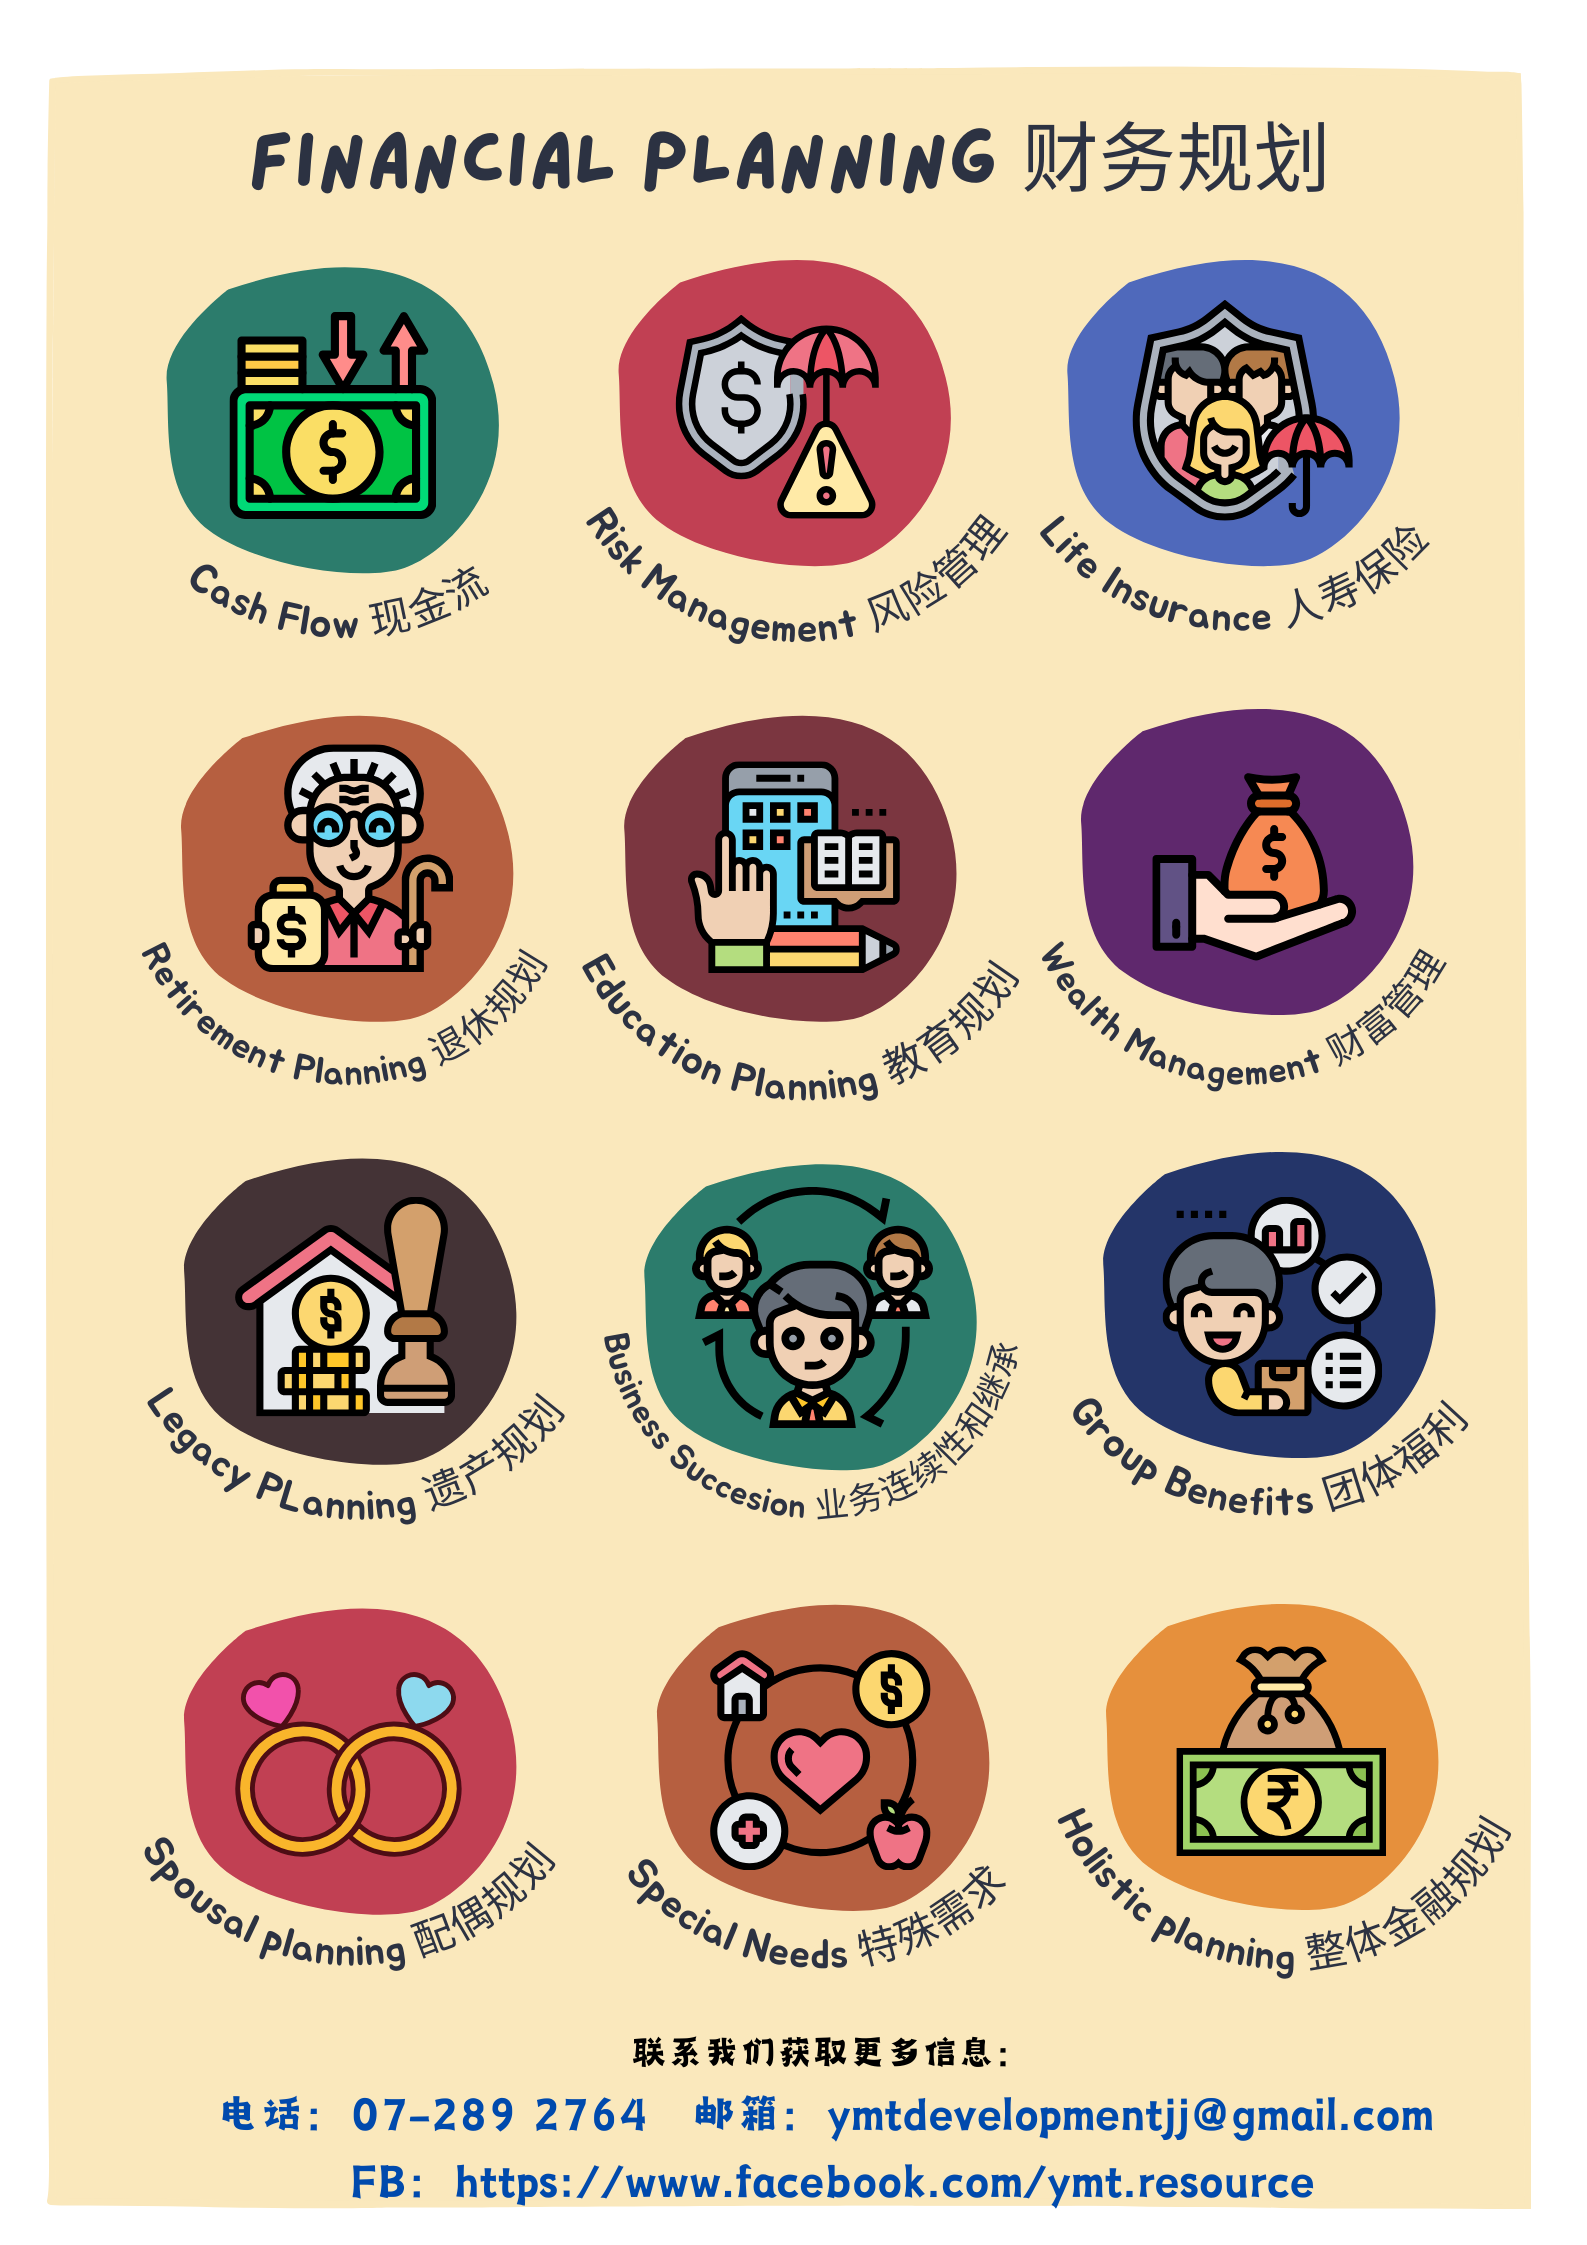 FINANCIAL PLANNING 财务规划
Cash Flow 现金流
Risk Management 风险管理
Life Insurance 人寿保险
Retirement Planning 退休规划
Education Planning 教育规划
Wealth Management 财富管理
Legacy PLanning 遗产规划
Business Succesion 业务连续性和继承
Group Benefits 团体福利
Spousal planning 配偶规划
Special Needs 特殊需求
Holistic planning 整体金融规划
联系我们获取更多信息：
电话： 07-289 2764 邮箱： ymtdevelopmentjj@gmail.com
FB： https://www.facebook.com/ymt.resource